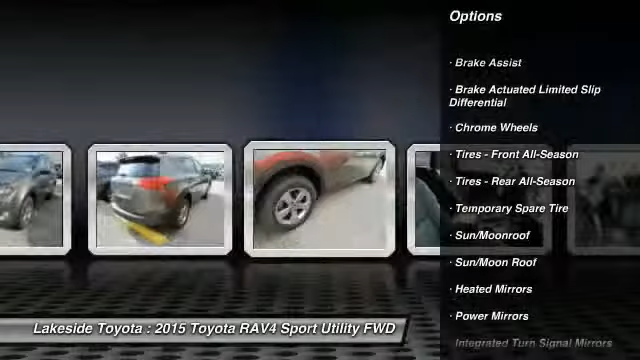 Options
· Brake Assist
· Brake Actuated Limited Slip
Differential
· Chrome Wheels
· Tires - Front All-Season
· Tires - Rear All-Season
· Temporary Spare Tire
· Sun/Moonroof
· Sun/Moon Roof
· Heated Mirrors
· Power Mirrors
· Integrated Turn Signal Mirrors
Lakeside Toyota : 2015 Toyota RAV4 Sport Utility FWD